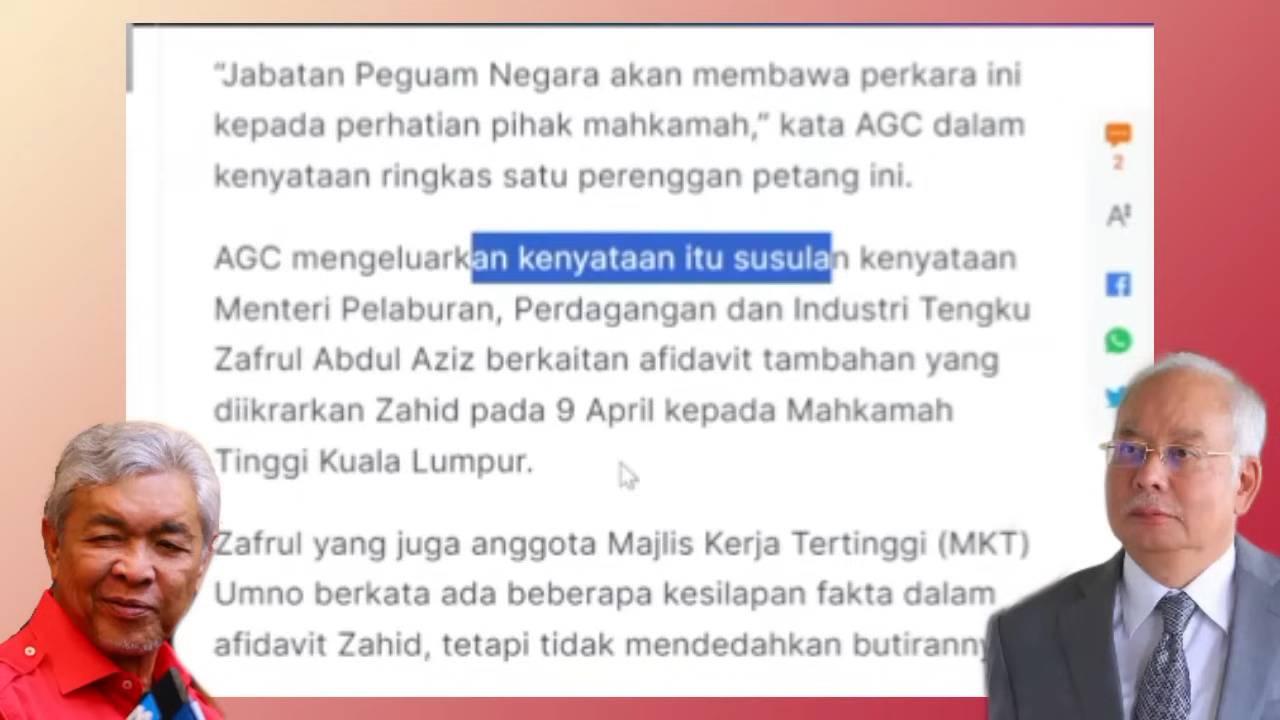 “Jabatan Peguam Negara akan membawa perkara ini
kepada perhatian pihak mahkamah,” kata AGC dalam
kenyataan ringkas satu perenggan petang ini.
AGC mengeluarkan kenyataan itu susulan kenyataan
Menteri Pelaburan, Perdagangan dan Industri Tengku
Zafrul Abdul Aziz berkaitan afidavit tambahan yang
diikrarkan Zahid pada 9 April kepada Mahkamah
Tinggi Kuala Lumpur.
Zafrul yang juga anggota Majlis Kerja Tertinggi (MKT)
Umno berkata ada beberapa kesilapan fakta dalam
afidavit Zahid, tetapi tidak mendedahkan butiranny
2
A